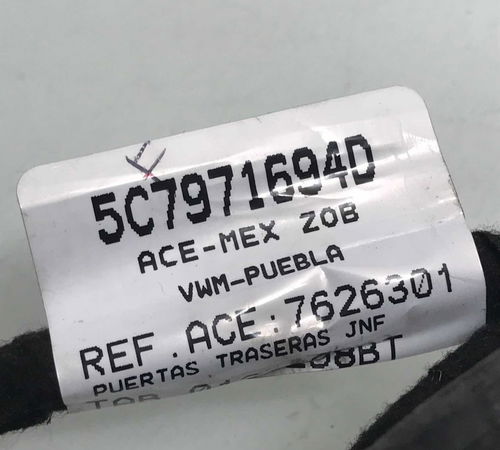 5C7971694D
ACE-MEX ZOB
VWM-PUEBLA
REF.ACE:7626301
PUERTAS TRASERAS JNF